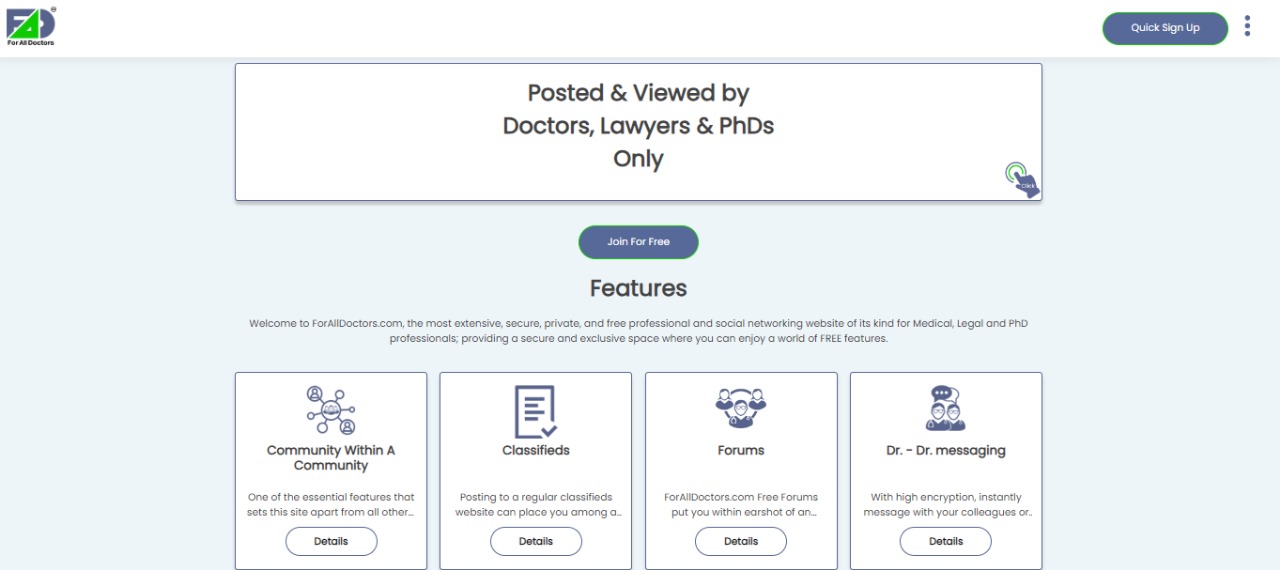 FAD
For All Doctors
Quick Sign Up
Posted & Viewed by
Doctors, Lawyers & PhDs
Only
Click
Join For Free
Features
Welcome to ForAllDoctors.com, the most extensive, secure, private, and free professional and social networking website of its kind for Medical, Legal and PhD
professionals; providing a secure and exclusive space where you can enjoy a world of FREE features.
Community Within A
Community
One of the essential features that
sets this site apart from all other...
Details
Classifieds
Posting to a regular classifieds
website can place you among a...
Details
Forums
ForAllDoctors.com Free Forums
put you within earshot of an...
Details
Dr. - Dr. messaging
With high encryption, instantly
message with your colleagues or..
Details